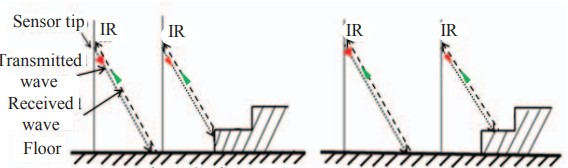 Sensor tip
IR
IR
IR
IR
Transmitted
wave
Received
wave
Floor